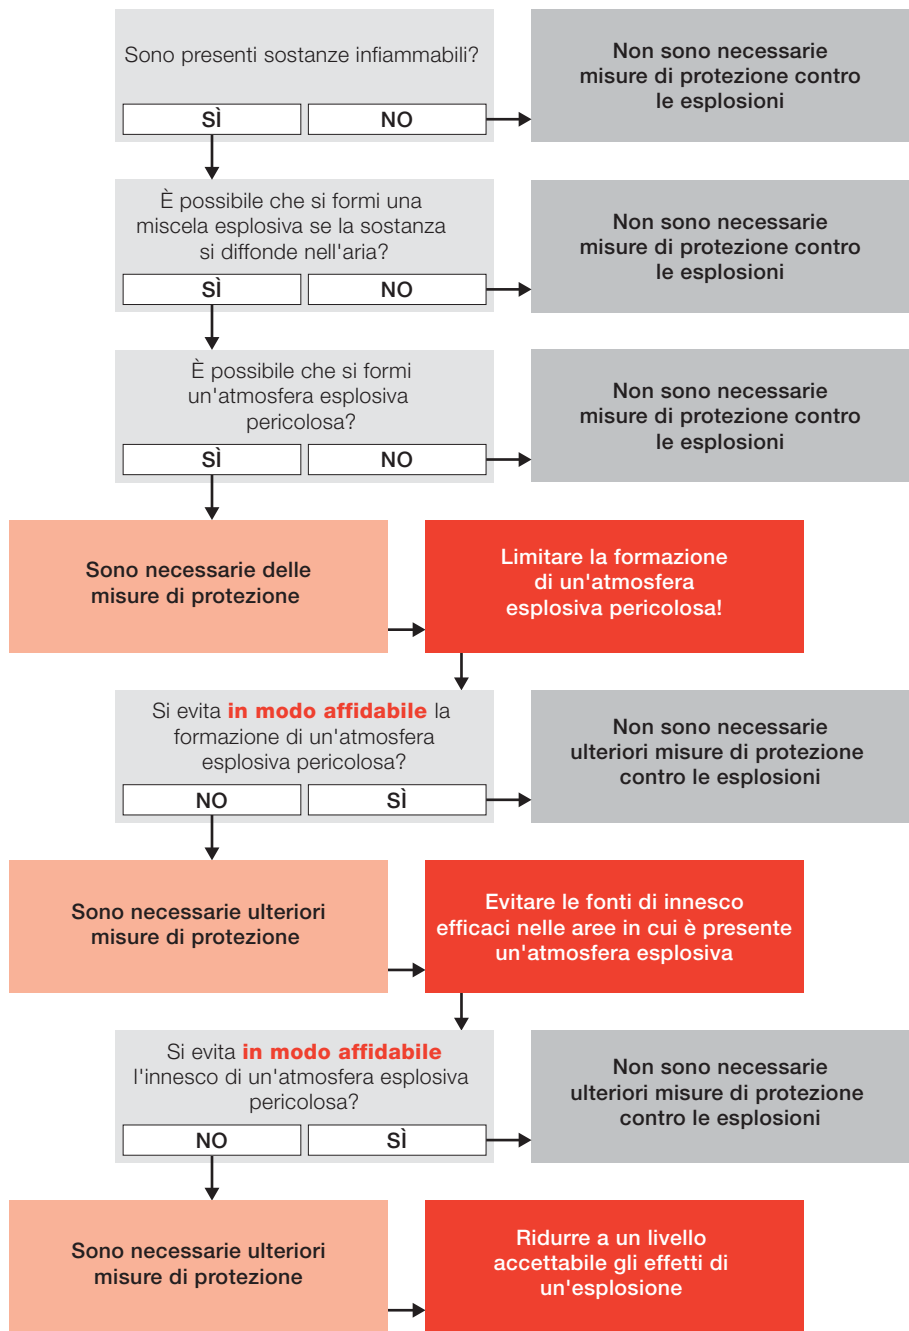 Sono presenti sostanze infiammabili?
SÌ
NO
Non sono necessarie
misure di protezione contro
le esplosioni
È possibile che si formi una
miscela esplosiva se la sostanza
si diffonde nell'aria?
SÌ
NO
Non sono necessarie
misure di protezione contro
le esplosioni
È possibile che si formi
un'atmosfera esplosiva
pericolosa?
SÌ
NO
Non sono necessarie
misure di protezione contro
le esplosioni
Sono necessarie delle
misure di protezione
Limitare la formazione
di un'atmosfera
esplosiva pericolosa!
Si evita in modo affidabile la
formazione di un'atmosfera
esplosiva pericolosa?
NO
SÌ
Non sono necessarie
ulteriori misure di protezione
contro le esplosioni
Sono necessarie ulteriori
misure di protezione
Evitare le fonti di innesco
efficaci nelle aree in cui è presente
un'atmosfera esplosiva
Si evita in modo affidabile
l'innesco di un'atmosfera esplosiva
pericolosa?
NO
SÌ
Non sono necessarie
ulteriori misure di protezione
contro le esplosioni
Sono necessarie ulteriori
misure di protezione
Ridurre a un livello
accettabile gli effetti di
un'esplosione